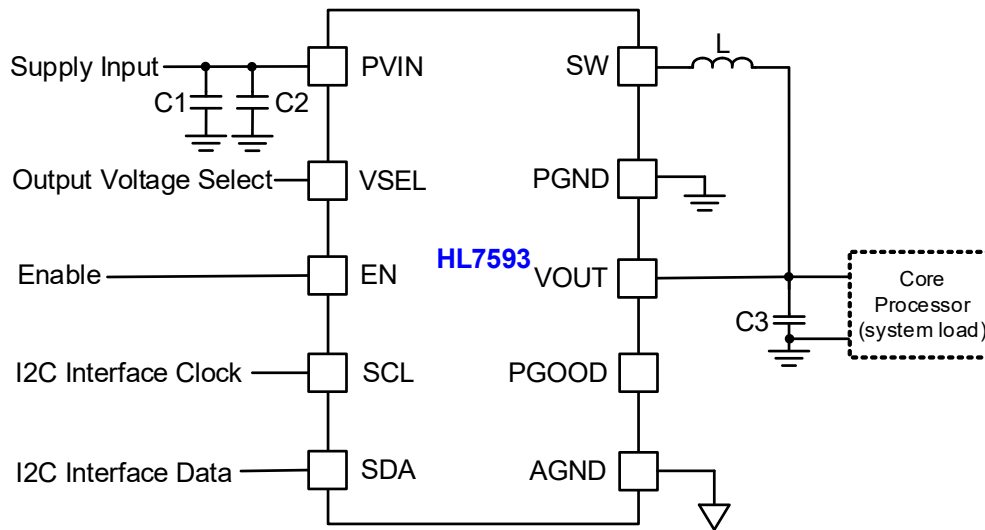 L
Supply Input
PVIN
SW
C1
C2
Output Voltage Select
VSEL
PGND
HL7593
Enable
EN
VOUT
Core
Processor
(system load)
C3
I2C Interface Clock
SCL
PGOOD
I2C Interface Data
SDA
AGND